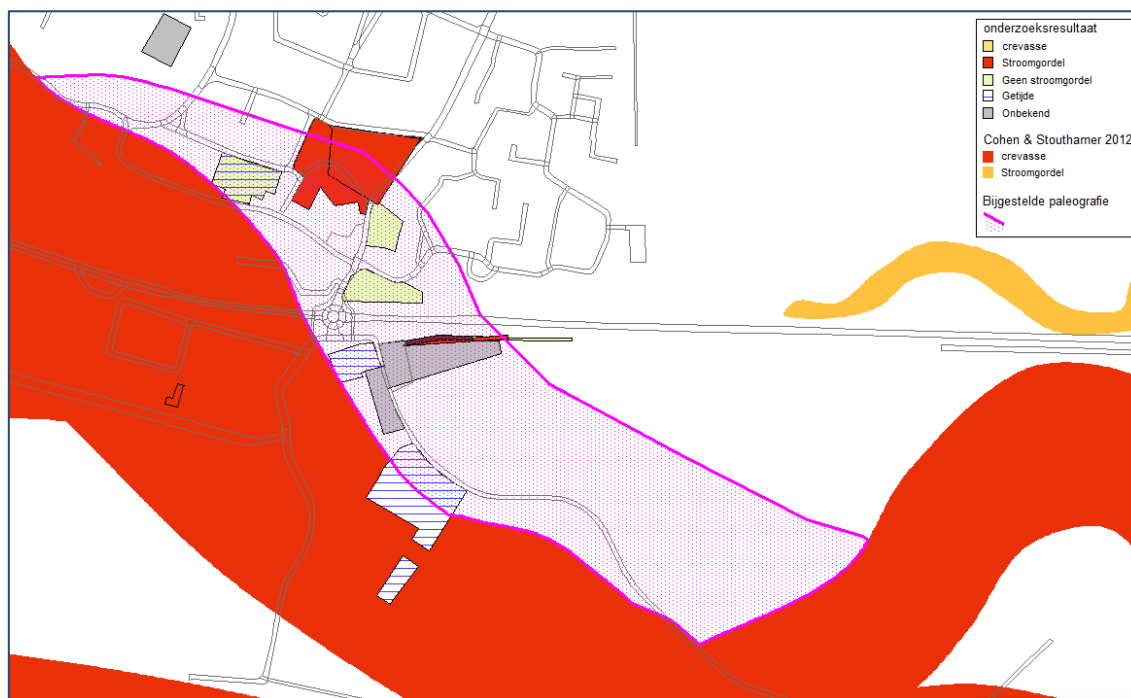 onderzoeksresultaat
crevasse
Stroomgordel
Geen stroomgordel
Getijde
Onbekend
Cohen & Stouthamer 2012
crevasse
Stroomgordel
Bijgestelde paleografie